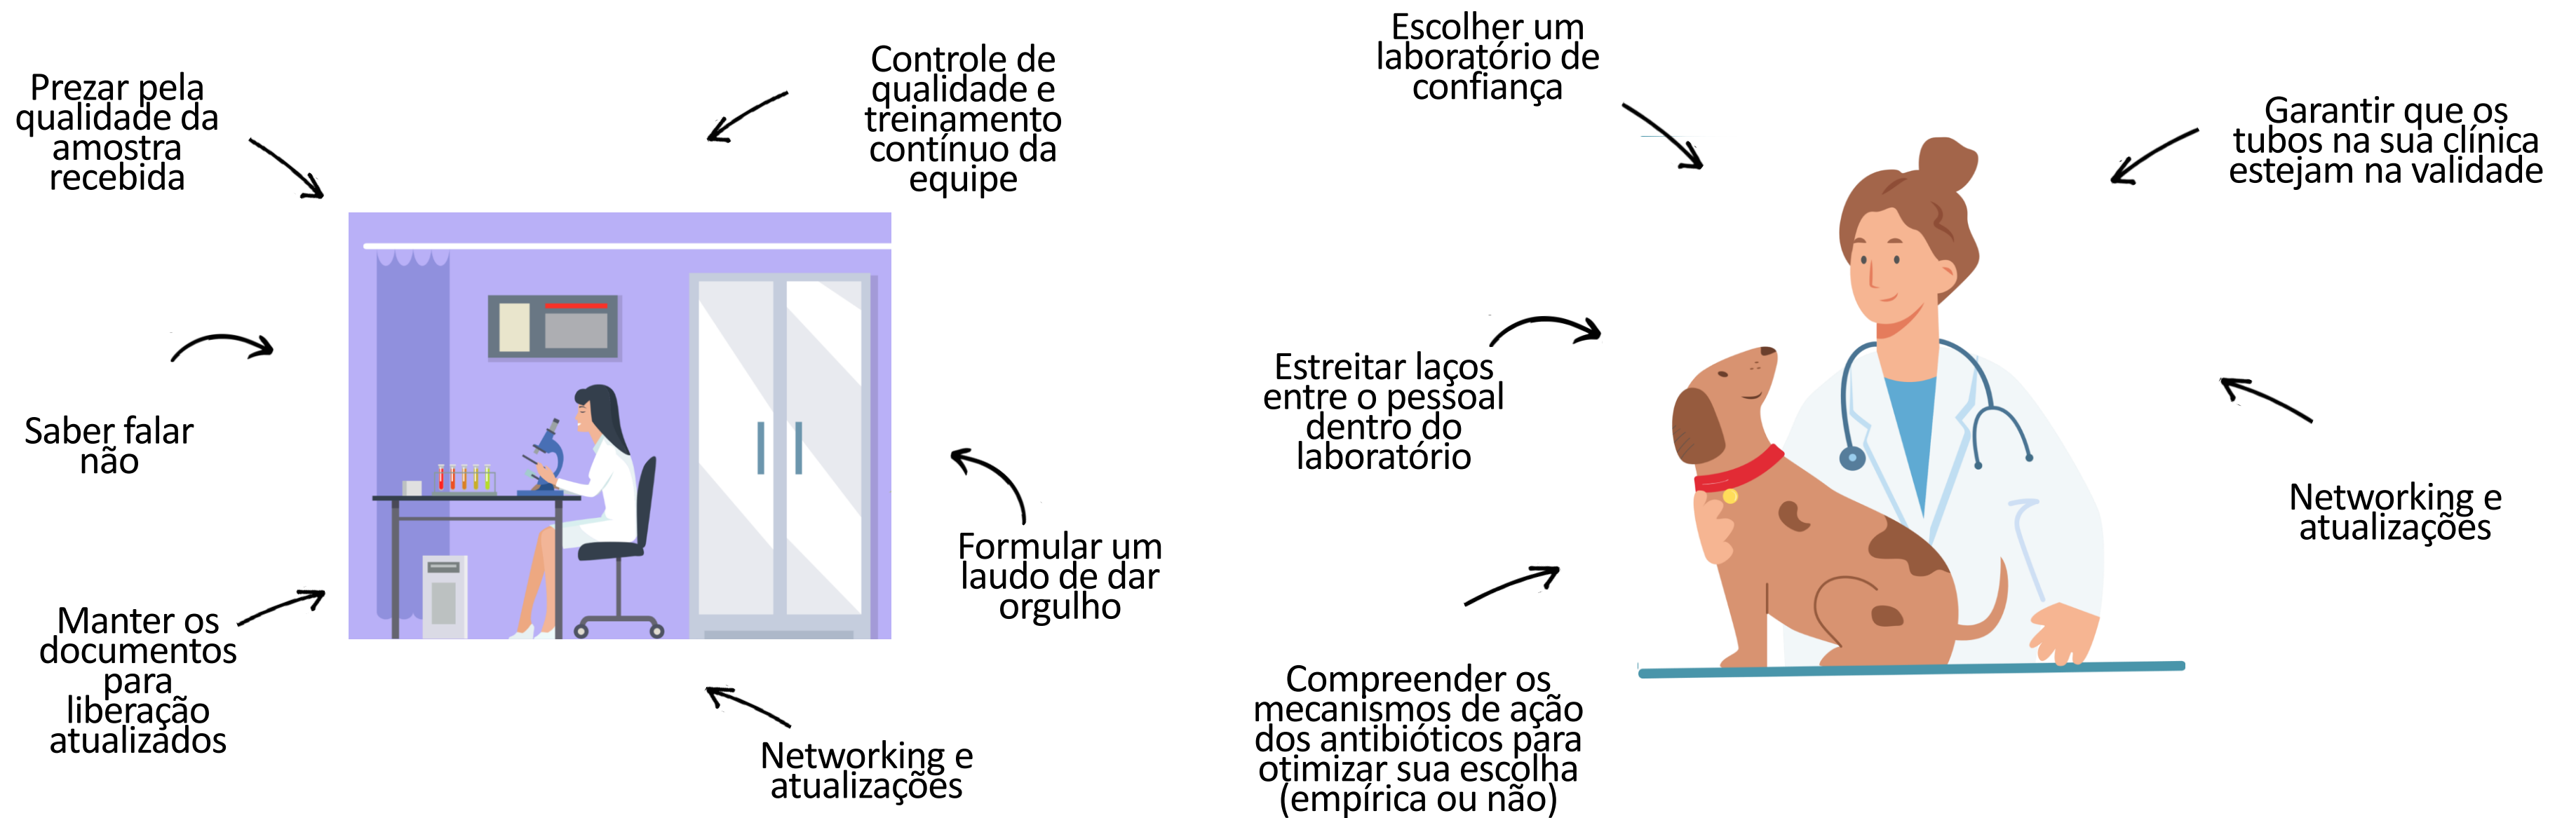 Prezar pela
qualidade da
amostra
recebida
Controle de
qualidade e
treinamento
contínuo da
equipe
Saber falar
não
Manter os
documentos
para
liberação
atualizados
Formular um
laudo de dar
orgulho
Networking e
atualizações
Escolher um
laboratório de
confiança
Garantir que os
tubos na sua clínica
estejam na validade
Estreitar laços
entre o pessoal
dentro do
laboratório
Networking e
atualizações
Compreender os
mecanismos de ação
dos antibióticos para
otimizar sua escolha
(empírica ou não)